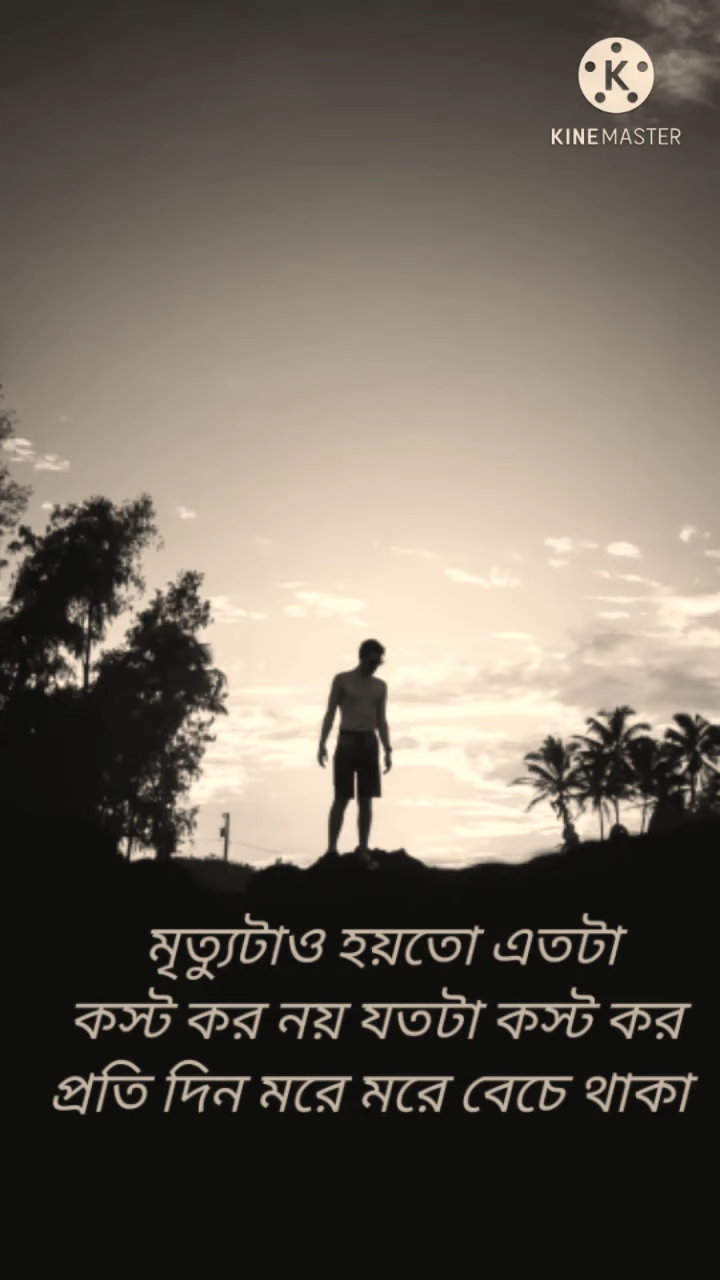 KINEMASTER
মৃত্যুটাও হয়তো এতটা
কস্ট কর নয় যতটা কস্ট কর
প্রতি দিন মরে মরে বেচে থাকা